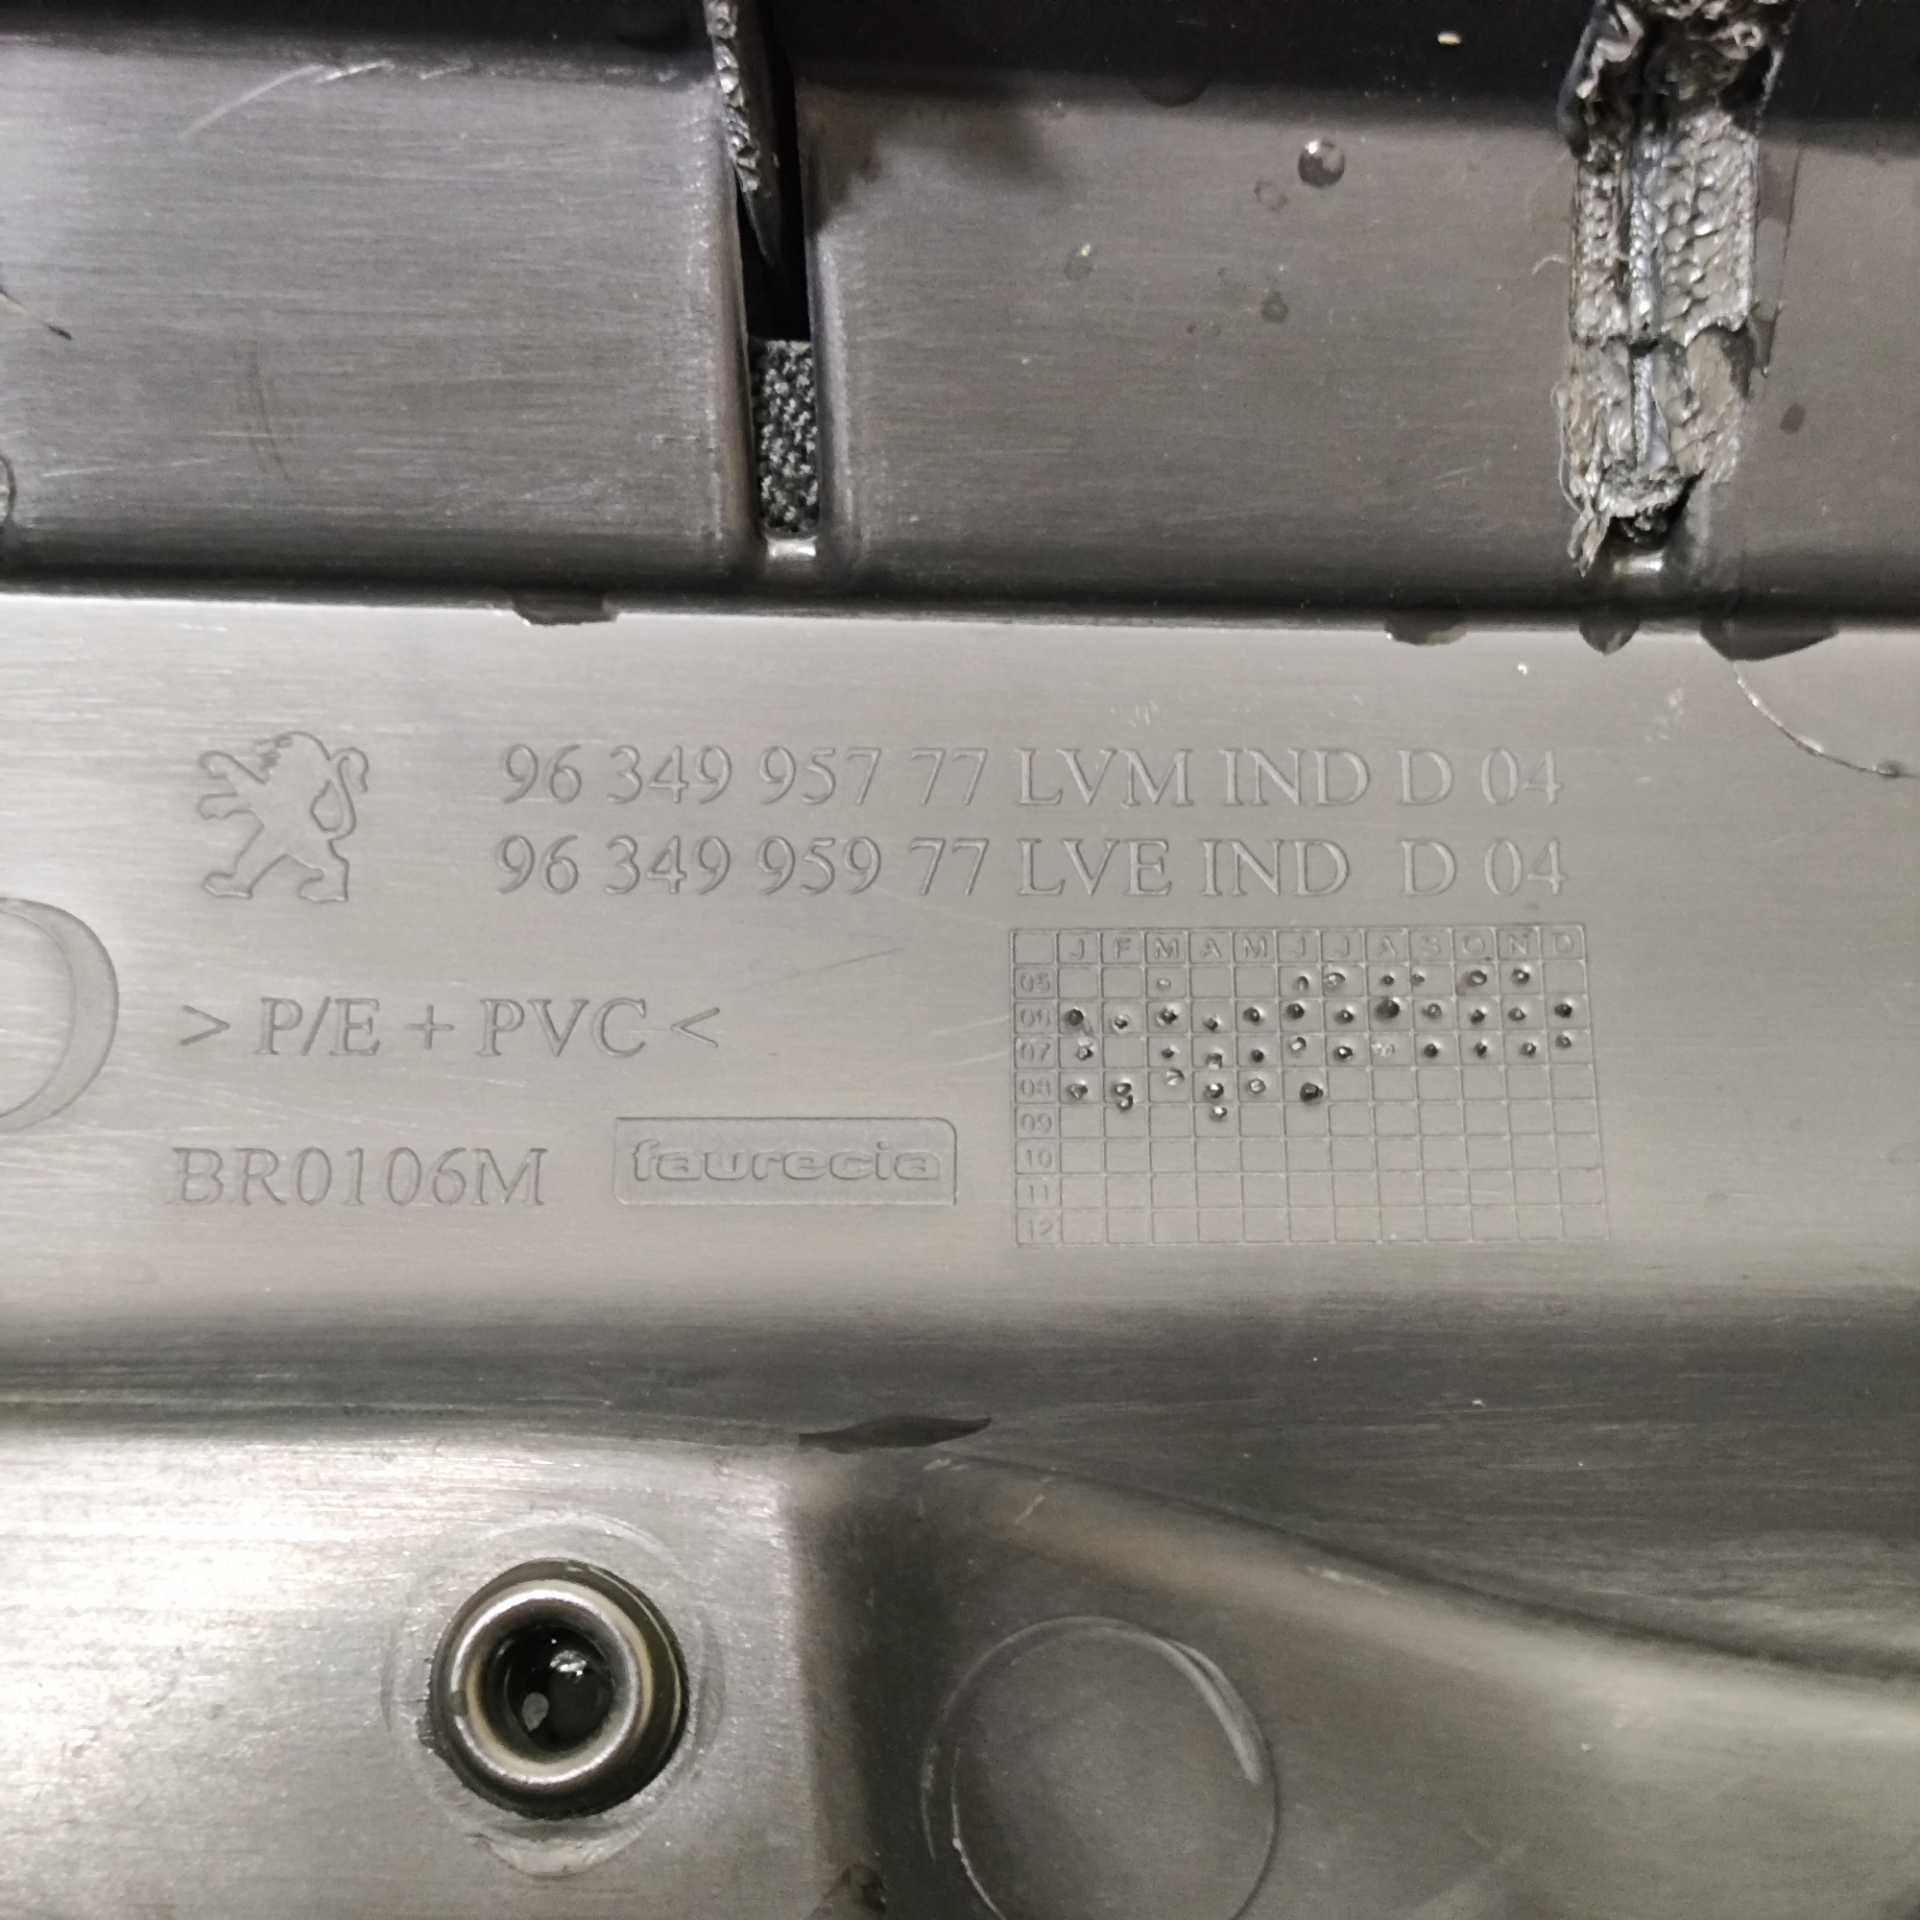 96 349 957 77 LVM IND D 04
96 349 959 77 LVE IND D 04
J F M A M J J A S O N D
05
06
07
08
09
10
11
12
> P/E + PVC <
BR0106M
faurecia